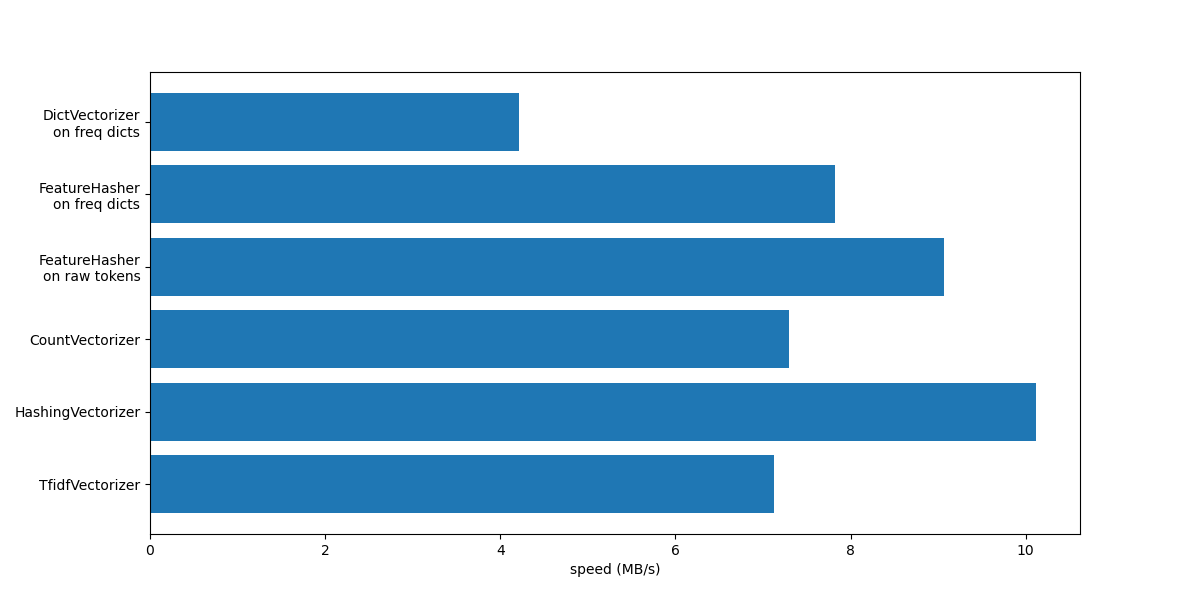 DictVectorizer
on freq dicts
FeatureHasher
on freq dicts
FeatureHasher
on raw tokens
CountVectorizer
HashingVectorizer
TfidfVectorizer
0 2 4 6 8 10
speed (MB/s)